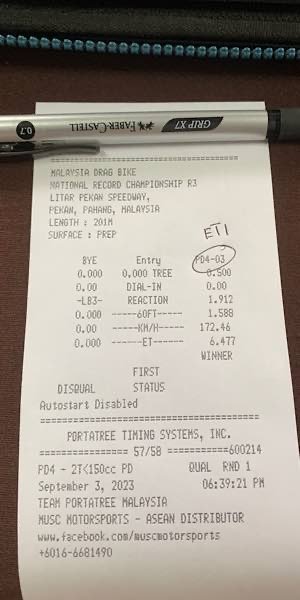 GRIP X7 FABER-CASTELL 0.7
MALAYSIA DRAG BIKE
NATIONAL RECORD CHAMPIONSHIP R3
LITAR PEKAN SPEEDWAY,
PEKAN, PAHANG, MALAYSIA
LENGTH : 201M
SURFACE : PREP
ET1
BYE Entry PD4-03
0.000 0.000 TREE 0.500
0.00 DIAL-IN 0.00
-LB3- REACTION 1.912
0.000 ------60FT----- 1.588
0.00 ------KM/H----- 172.46
0.000 -------ET------ 6.477
WINNER
FIRST
DISQUAL STATUS
Autostart Disabled
PORTATREE TIMING SYSTEMS, INC.
============ 57/58 ===========600214
PD4 - 2T<150cc PD QUAL RND 1
September 3, 2023 06:39:21 PM
TEAM PORTATREE MALAYSIA
MUSC MOTORSPORTS - ASEAN DISTRIBUTOR
www.facebook.com/muscmotorsports
+6016-6681490